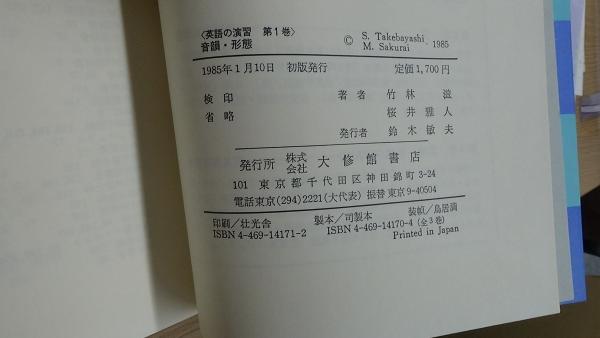 〈英語の演習 第1巻〉
音韻・形態
© S. Takebayashi
M. Sakurai . 1985
1985年1月10日 初版発行 定価1,700円
検印 著者 竹林 滋
省略 桜井雅人
発行者 鈴木敏夫
発行所 株式会社 大修館書店
101 東京都千代田区神田錦町3-24
電話東京(294)2221(大代表) 振替東京9-40504
印刷/壮光舎 製本/司製本 装幀/鳥居満
ISBN 4-469-14171-2 ISBN 4-469-14170-4 (全3巻)
Printed in Japan